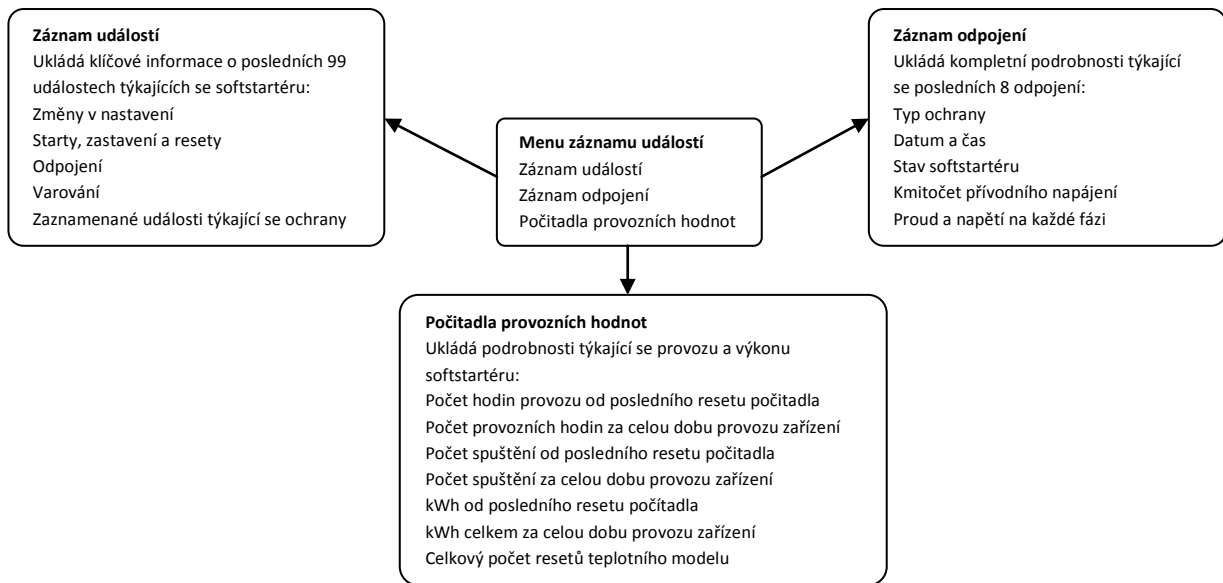 Záznam událostí
Ukládá klíčové informace o posledních 99
událostech týkajících se softstartéru:
Změny v nastavení
Starty, zastavení a resety
Odpojení
Varování
Zaznamenané události týkající se ochrany
Menu záznamu událostí
Záznam událostí
Záznam odpojení
Počitadla provozních hodnot
Záznam odpojení
Ukládá kompletní podrobnosti týkající
se posledních 8 odpojení:
Typ ochrany
Datum a čas
Stav softstartéru
Kmitočet přívodního napájení
Proud a napětí na každé fázi
Počitadla provozních hodnot
Ukládá podrobnosti týkající se provozu a výkonu
softstartéru:
Počet hodin provozu od posledního resetu počitadla
Počet provozních hodin za celou dobu provozu zařízení
Počet spuštění od posledního resetu počitadla
Počet spuštění za celou dobu provozu zařízení
kWh od posledního resetu počítadla
kWh celkem za celou dobu provozu zařízení
Celkový počet resetů teplotního modelu